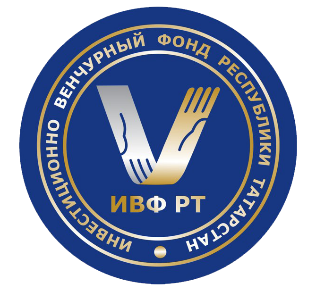 ИНВЕСТИЦИОННО ВЕНЧУРНЫЙ ФОНД РЕСПУБЛИКИ ТАТАРСТАН
ИВФ РТ